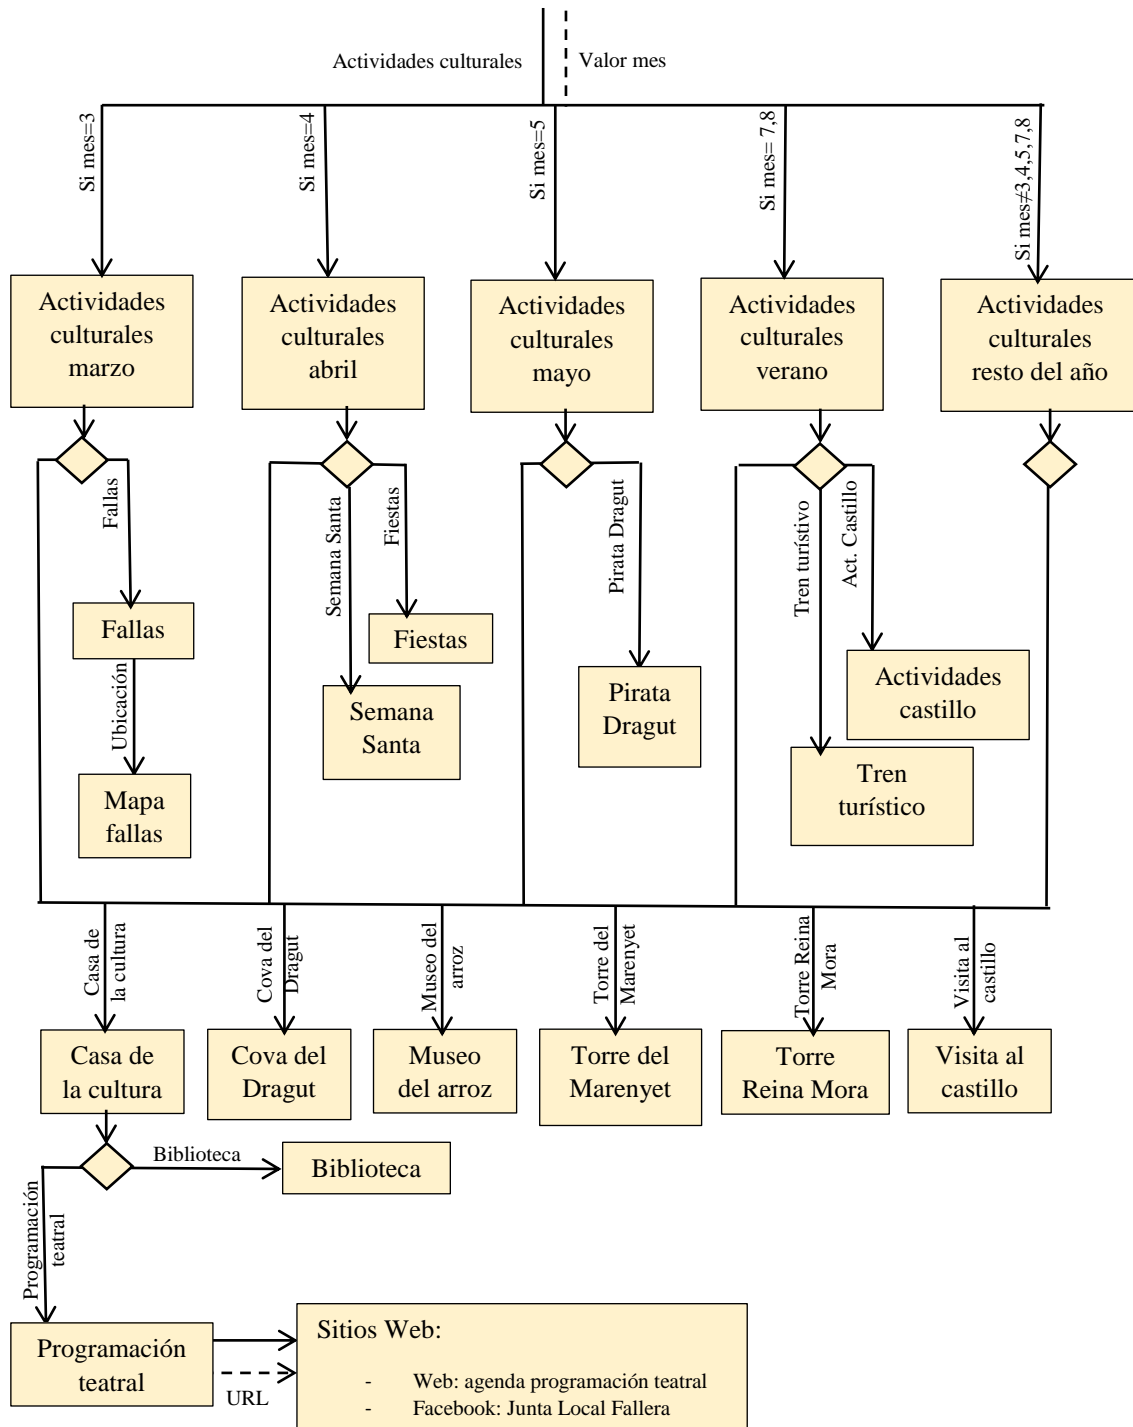 Actividades culturales
Valor mes
Si mes=3
Si mes=4
Si mes=5
Si mes= 7,8
Si mes≠3,4,5,7,8
Actividades
culturales
marzo
Actividades
culturales
abril
Actividades
culturales
mayo
Actividades
culturales
verano
Actividades
culturales
resto del año
Fallas
Semana Santa
Fiestas
Pirata Dragut
Tren turístivo
Act. Castillo
Fallas
Fiestas
Ubicación
Semana
Santa
Pirata
Dragut
Actividades
castillo
Mapa
fallas
Tren
turístico
Casa de
la cultura
Cova del
Dragut
Museo del
arroz
Torre del
Marenyet
Torre Reina
Mora
Visita al
castillo
Casa de
la cultura
Cova del
Dragut
Museo
del arroz
Torre del
Marenyet
Torre
Reina Mora
Visita al
castillo
Biblioteca
Biblioteca
Programación
teatral
Programación
teatral
URL
Sitios Web:
- Web: agenda programación teatral
- Facebook: Junta Local Fallera